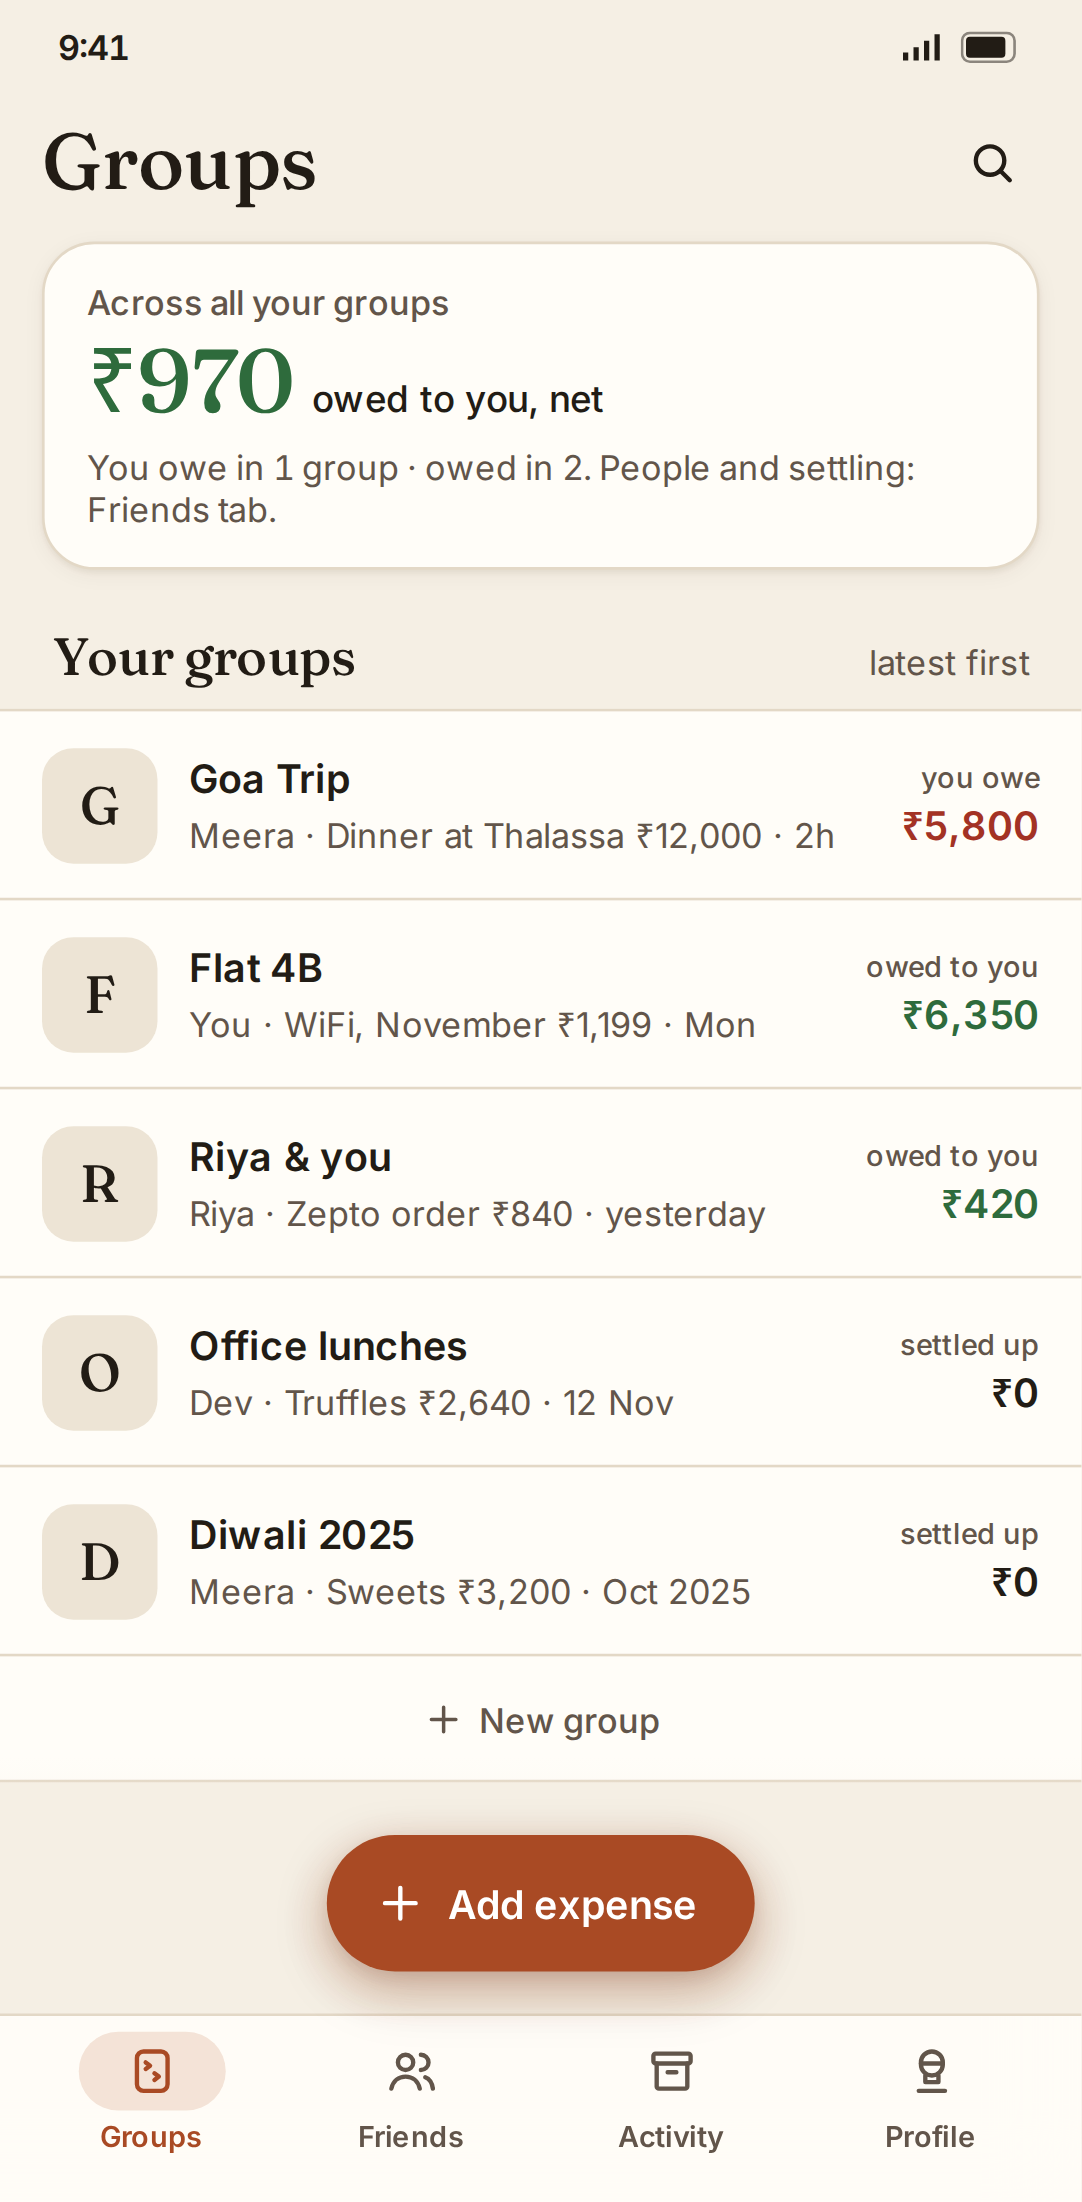 9:41
Groups
Across all your groups
₹970 owed to you, net
You owe in 1 group · owed in 2. People and settling:
Friends tab.
Your groups
latest first
G
Goa Trip
you owe
Meera · Dinner at Thalassa ₹12,000 · 2h
₹5,800
F
Flat 4B
owed to you
You · WiFi, November ₹1,199 · Mon
₹6,350
R
Riya & you
owed to you
Riya · Zepto order ₹840 · yesterday
₹420
O
Office lunches
settled up
Dev · Truffles ₹2,640 · 12 Nov
₹0
D
Diwali 2025
settled up
Meera · Sweets ₹3,200 · Oct 2025
₹0
+ New group
+ Add expense
Groups
Friends
Activity
Profile